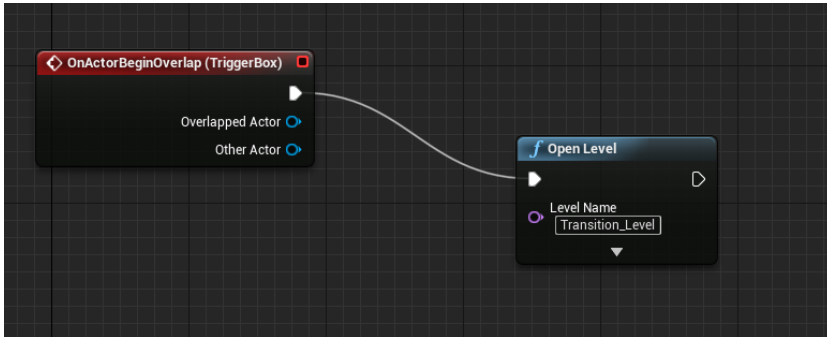 OnActorBeginOverlap (TriggerBox)
Overlapped Actor
Other Actor
f Open Level
Level Name
Transition_Level